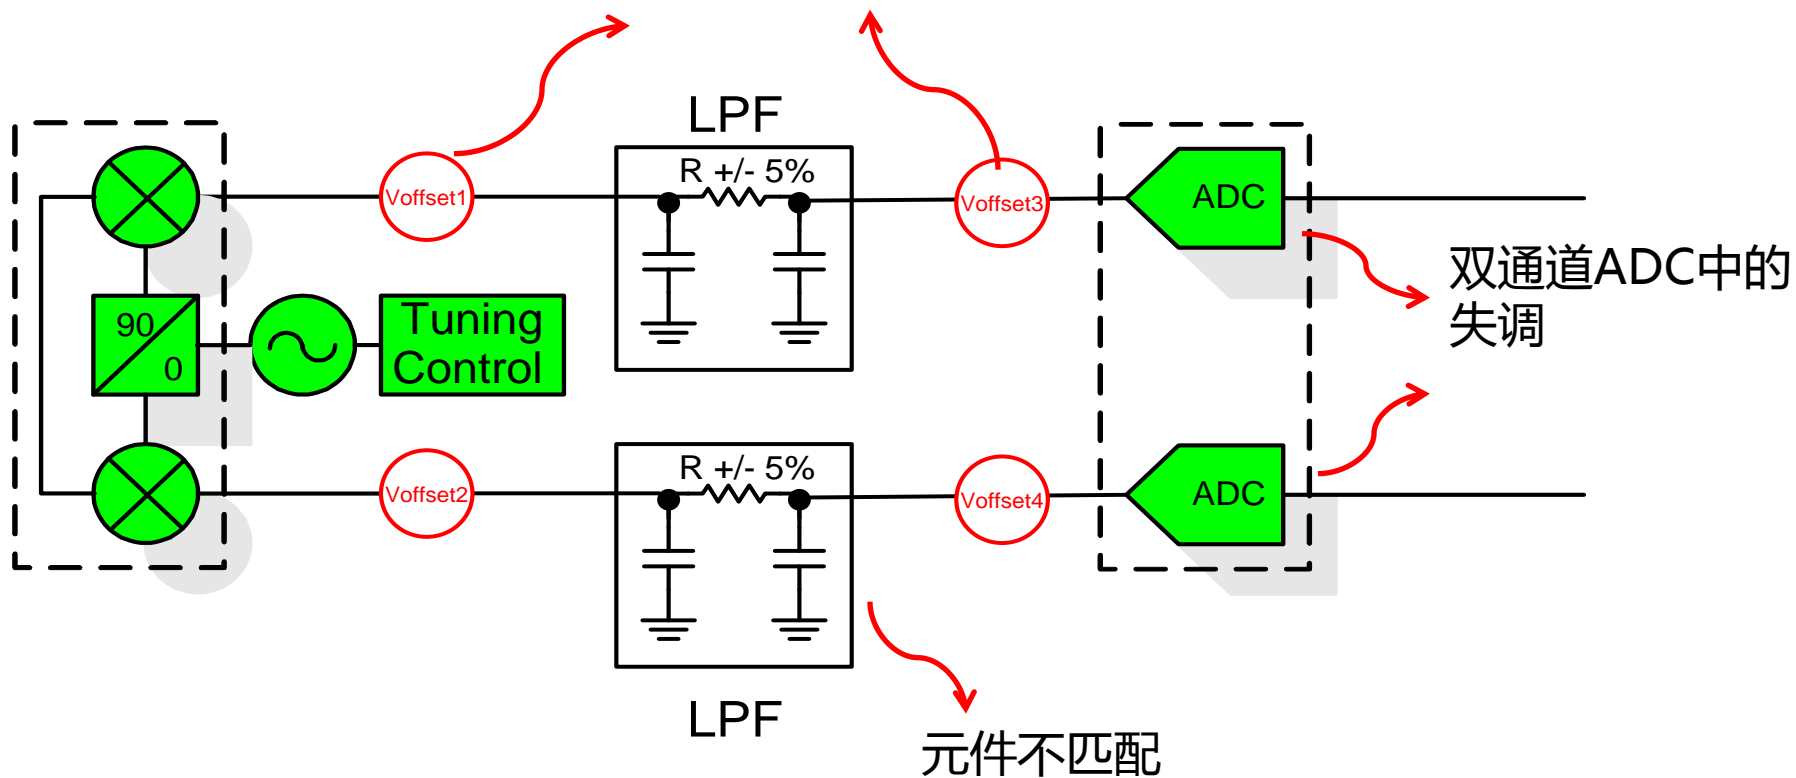 LPF
R +/- 5%
Voffset1
Voffset3
ADC
双通道ADC中的
失调
90
0
Tuning
Control
R +/- 5%
Voffset2
Voffset4
ADC
LPF
元件不匹配